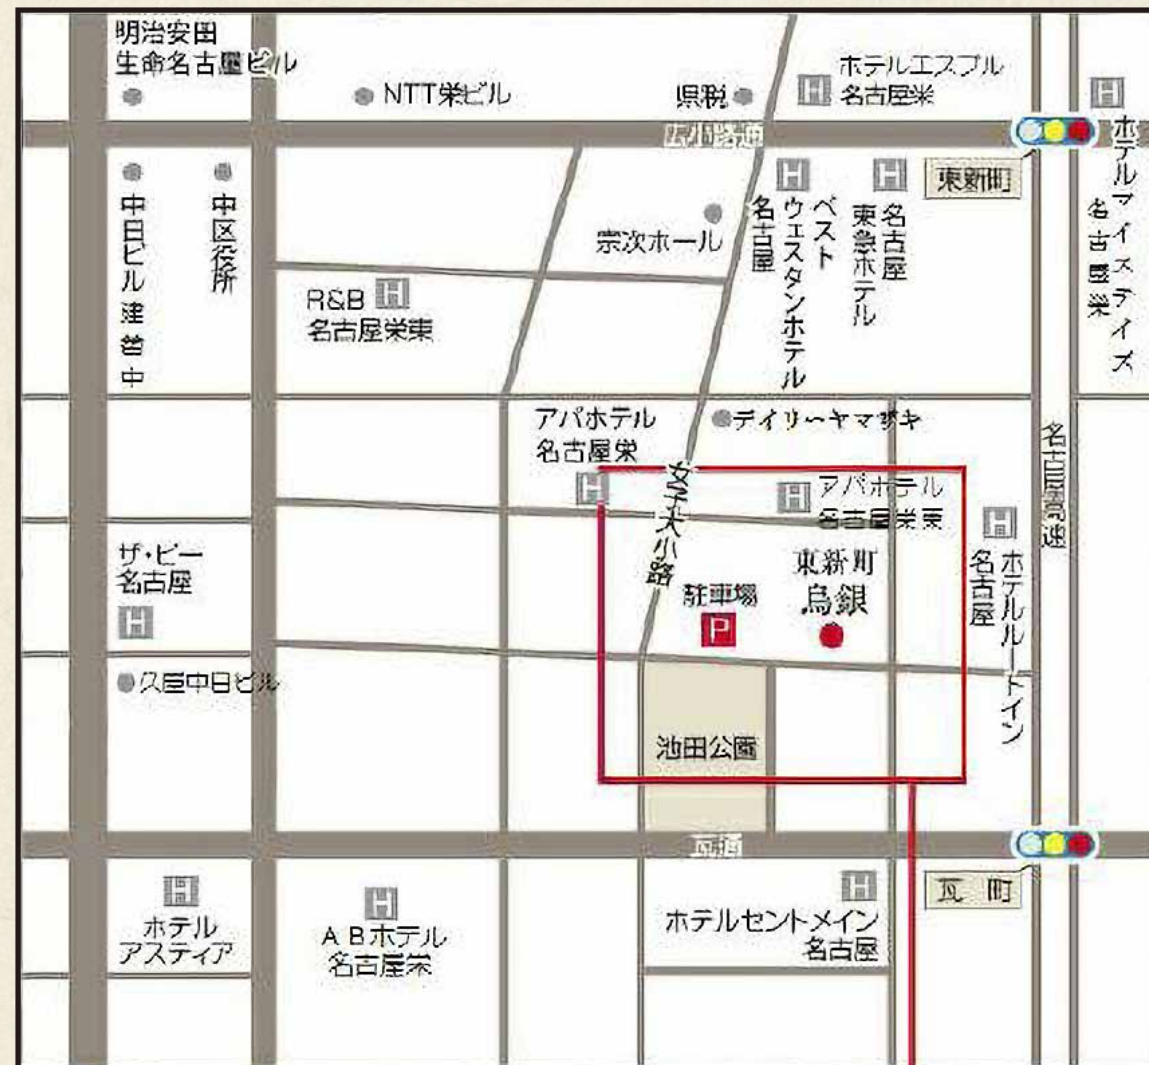 明治安田
生命名古屋ビル
NTT栄ビル
県税
H
ホテルエスプル
名古屋栄
H
ホテルマイステイズ
名古屋栄
広小路通
東新町
中日ビル建替中
中区役所
宗次ホール
H
ベスト
ウェスタンホテル
名古屋
H
名古屋
東急ホテル
R&B H
名古屋栄東
アパホテル
名古屋栄
H
デイリーヤマザキ
女子大小路
H
アパホテル
名古屋栄東
名古屋高速
H
ホテルルートイン
名古屋
ザ・ビー
名古屋
H
東新町
鳥銀
駐車場
P
久屋中日ビル
池田公園
瓦町
H
ホテル
アスティア
H
ABホテル
名古屋栄
H
ホテルセントメイン
名古屋